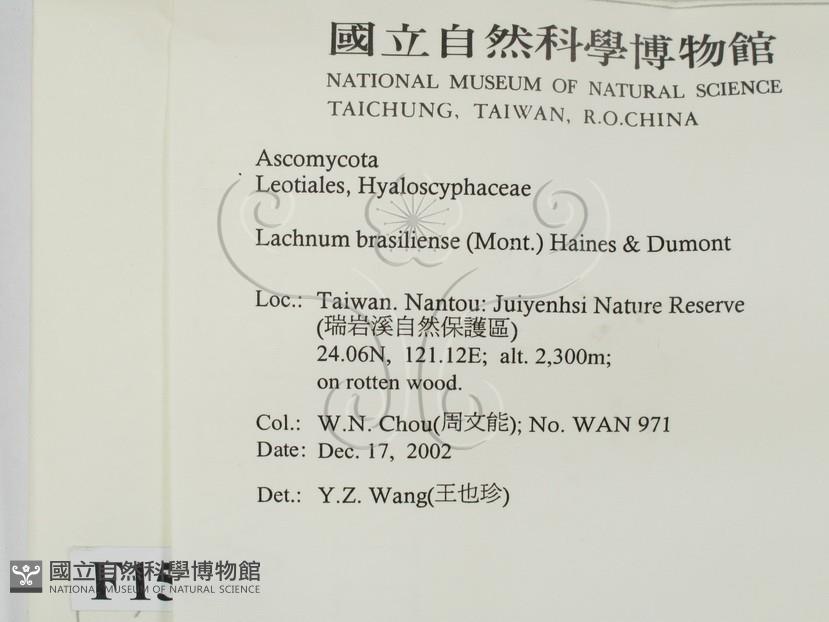 國立自然科學博物館
NATIONAL MUSEUM OF NATURAL SCIENCE
TAICHUNG, TAIWAN, R.O.CHINA
Ascomycota
Leotiales, Hyaloscyphaceae
Lachnum brasiliense (Mont.) Haines & Dumont
Loc.: Taiwan. Nantou: Juiyenhsi Nature Reserve
(瑞岩溪自然保護區)
24.06N, 121.12E; alt. 2,300m;
on rotten wood.
Col.: W.N. Chou(周文能); No. WAN 971
Date: Dec. 17, 2002
Det.: Y.Z. Wang(王也珍)
國立自然科學博物館
NATIONAL MUSEUM OF NATURAL SCIENCE